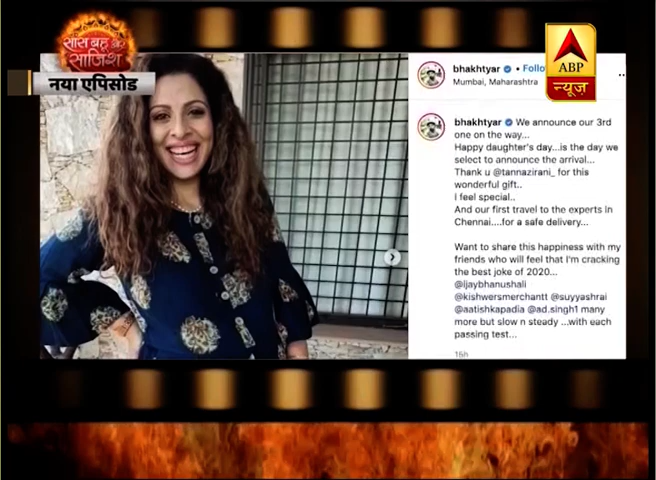 सास बहू और
साज़िश
नया एपिसोड
ABP
न्यूज़
bhakhtyar • Follo
Mumbai, Maharashtra
bhakhtyar We announce our 3rd
one on the way...
Happy daughter's day...is the day we
select to announce the arrival...
Thank u @tannazirani_ for this
wonderful gift..
I feel special..
And our first travel to the experts in
Chennai....for a safe delivery...
Want to share this happiness with my
friends who will feel that I'm cracking
the best joke of 2020...
@ijaybhanushali
@kishwersmerchantt @suyyashrai
@aatishkapadia @ad.singh1 many
more but slow n steady ...with each
passing test...
16h